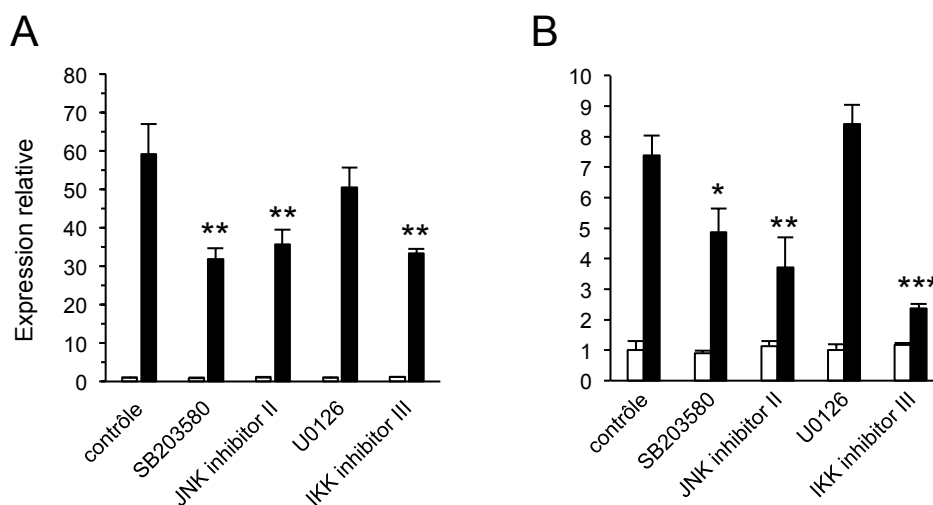 A
B
Expression relative
80
70
60
50
40
30
20
10
0
**
**
**
contrôle
SB203580
JNK inhibitor II
U0126
IKK inhibitor III
10
9
8
7
6
5
4
3
2
1
0
*
**
***
contrôle
SB203580
JNK inhibitor II
U0126
IKK inhibitor III